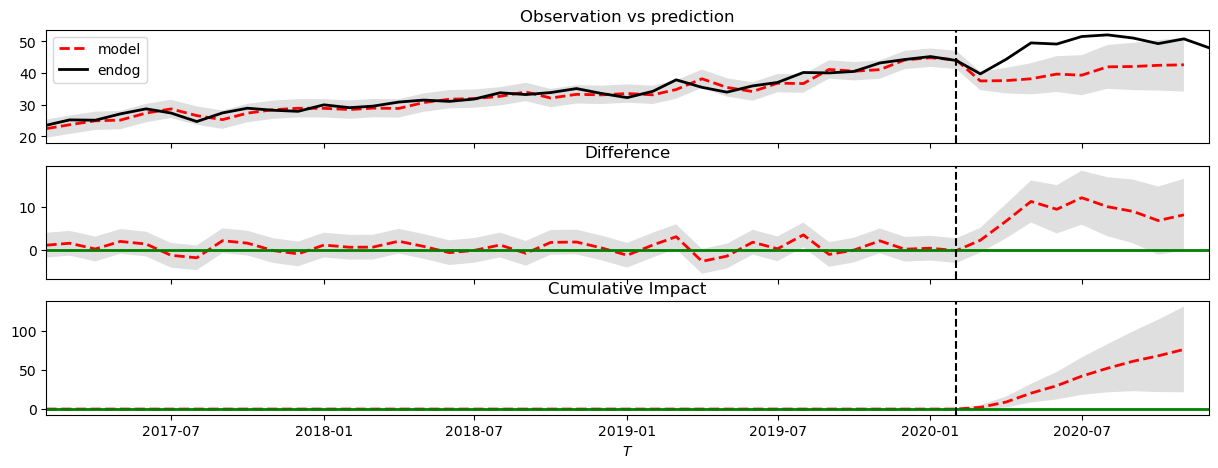 Observation vs prediction
50
40
30
20
model
endog
Difference
10
0
Cumulative Impact
100
50
0
2017-07 2018-01 2018-07 2019-01 2019-07 2020-01 2020-07
T